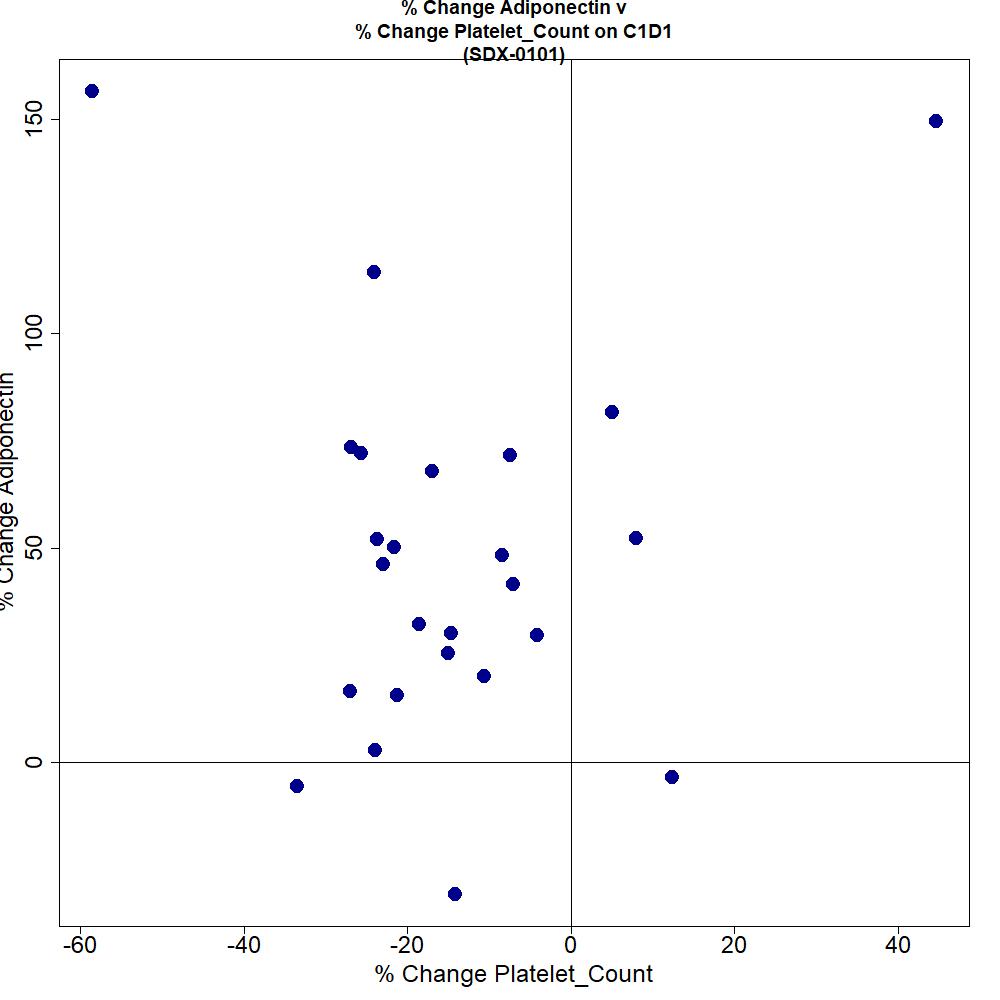 % Change Adiponectin v
% Change Platelet_Count on C1D1
(SDX-0101)
% Change Adiponectin
150
100
50
0
-60
-40
-20
0
20
40
% Change Platelet_Count